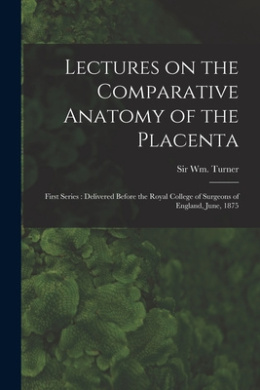 Lectures on the
Comparative
Anatomy of the
Placenta
Sir Wm. Turner
First Series : Delivered Before the Royal College of Surgeons of
England, June, 1875